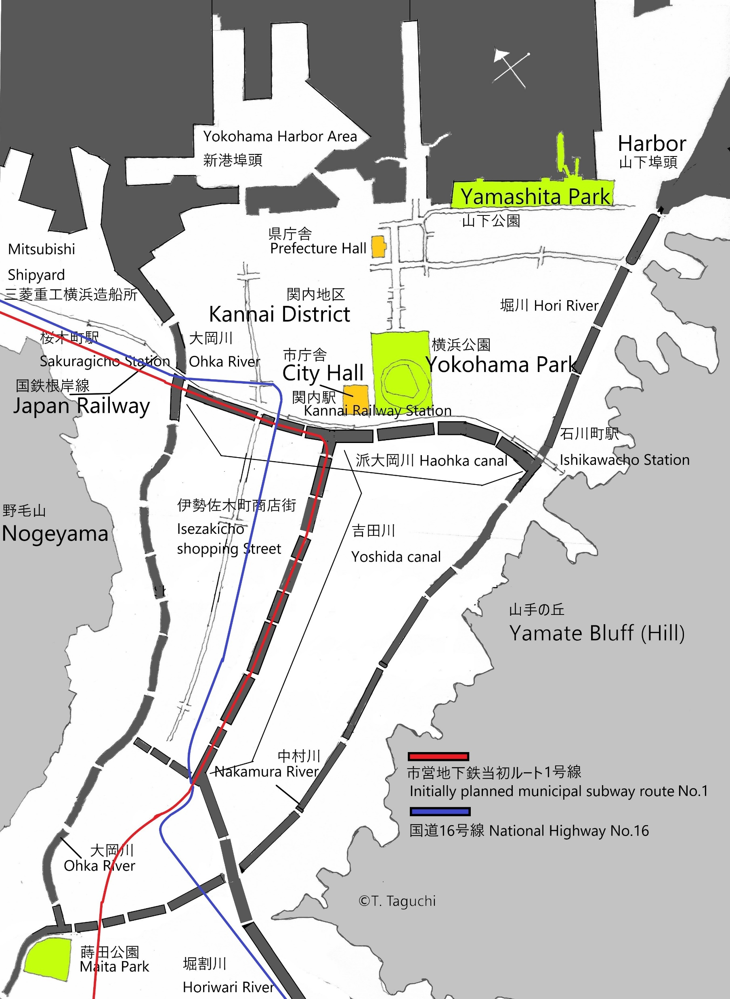 Yokohama Harbor Area
新港埠頭
Harbor
山下埠頭
Yamashita Park
山下公園
県庁舎
Prefecture Hall
Mitsubishi
Shipyard
三菱重工横浜造船所
関内地区
Kannai District
堀川 Hori River
桜木町駅
Sakuragicho Station
大岡川
Ohka River
市庁舎
City Hall
横浜公園
Yokohama Park
国鉄根岸線
Japan Railway
関内駅
Kannai Railway Station
石川町駅
Ishikawacho Station
派大岡川 Haohka canal
野毛山
Nogeyama
伊勢佐木町商店街
Isezakicho
shopping Street
吉田川
Yoshida canal
山手の丘
Yamate Bluff (Hill)
中村川
Nakamura River
市営地下鉄当初ルート1号線
Initially planned municipal subway route No.1
国道16号線 National Highway No.16
大岡川
Ohka River
©T. Taguchi
蒔田公園
Maita Park
堀割川
Horiwari River